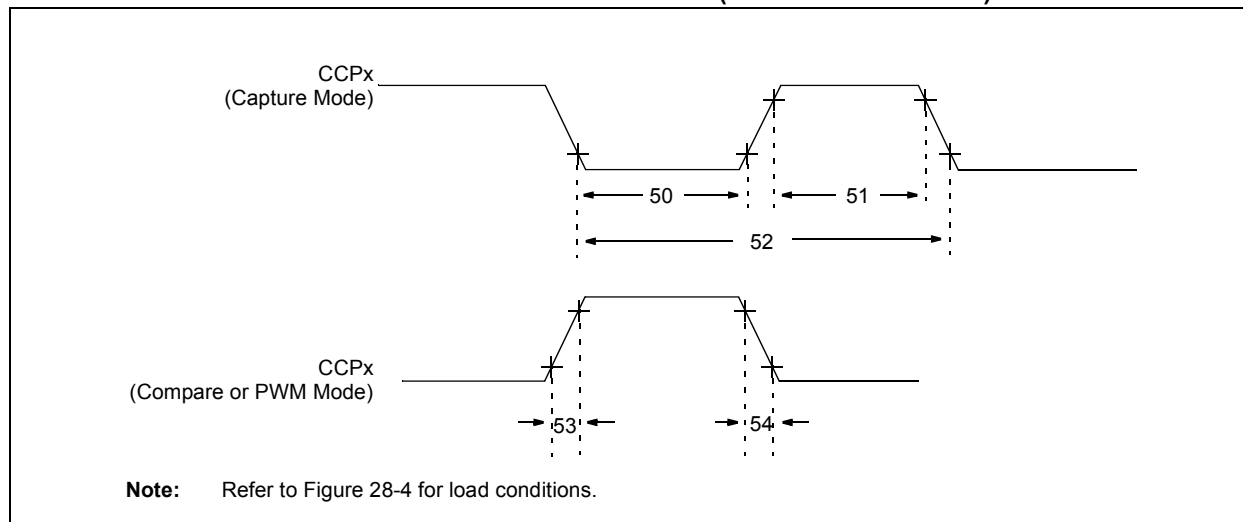 CCPx
(Capture Mode)
50
51
52
CCPx
(Compare or PWM Mode)
53
54
Note: Refer to Figure 28-4 for load conditions.